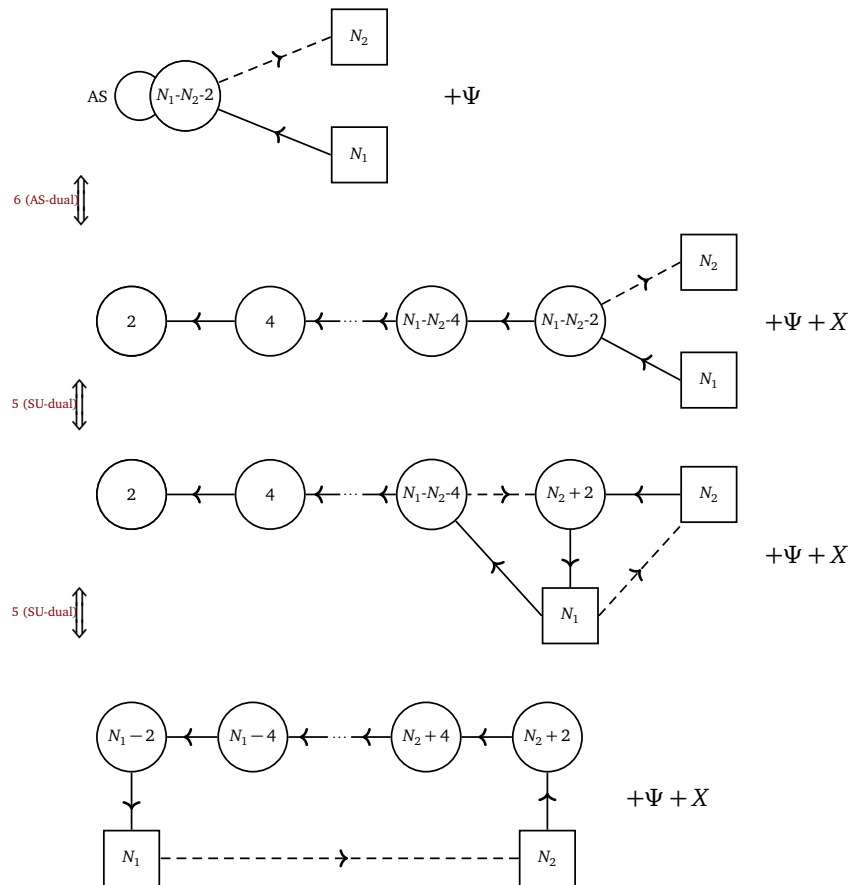 N₂
AS N₁-N₂-2 +Ψ
N₁
6 (AS-dual)
N₂
2 4 ... N₁-N₂-4 N₁-N₂-2 +Ψ + X
N₁
5 (SU-dual)
2 4 ... N₁-N₂-4 N₂ + 2 N₂
+Ψ + X
5 (SU-dual) N₁
N₁ − 2 N₁ − 4 ... N₂ + 4 N₂ + 2
+Ψ + X
N₁ N₂